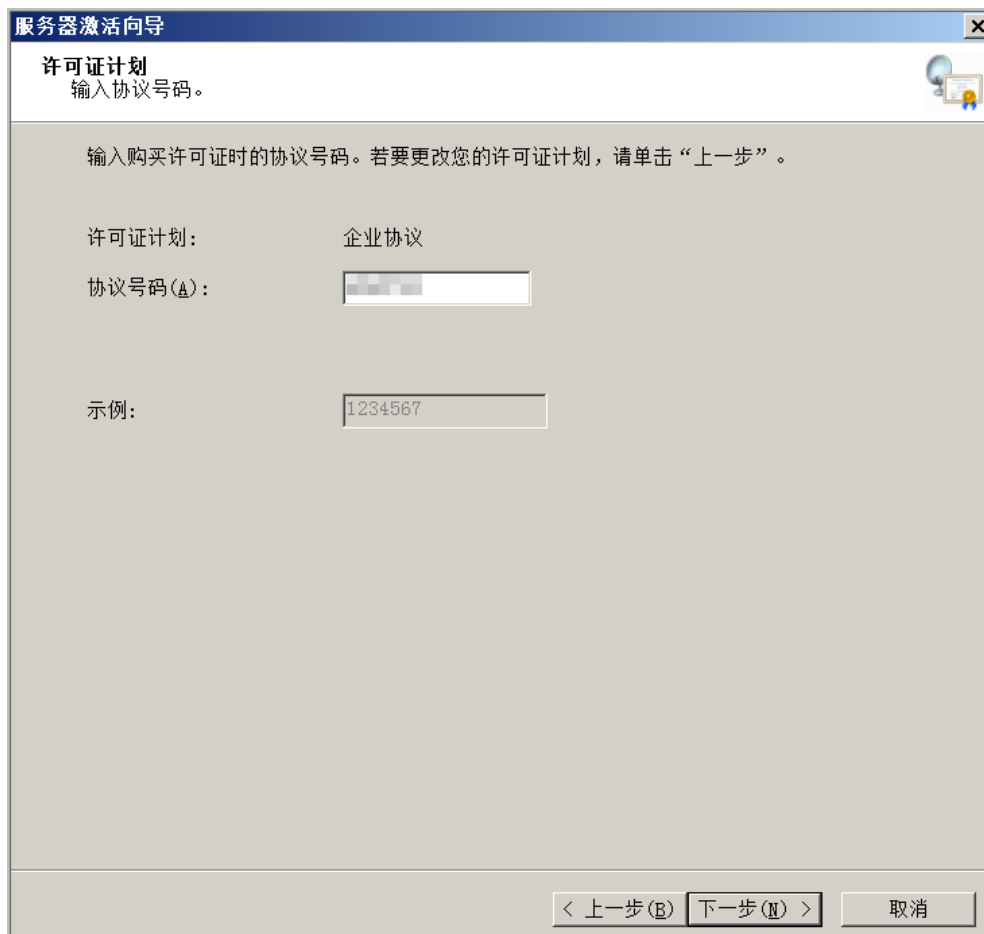 服务器激活向导
许可证计划
输入协议号码。
输入购买许可证时的协议号码。若要更改您的许可证计划，请单击“上一步”。
许可证计划: 企业协议
协议号码(A):
示例: 1234567
< 上一步(B) 下一步(N) > 取消